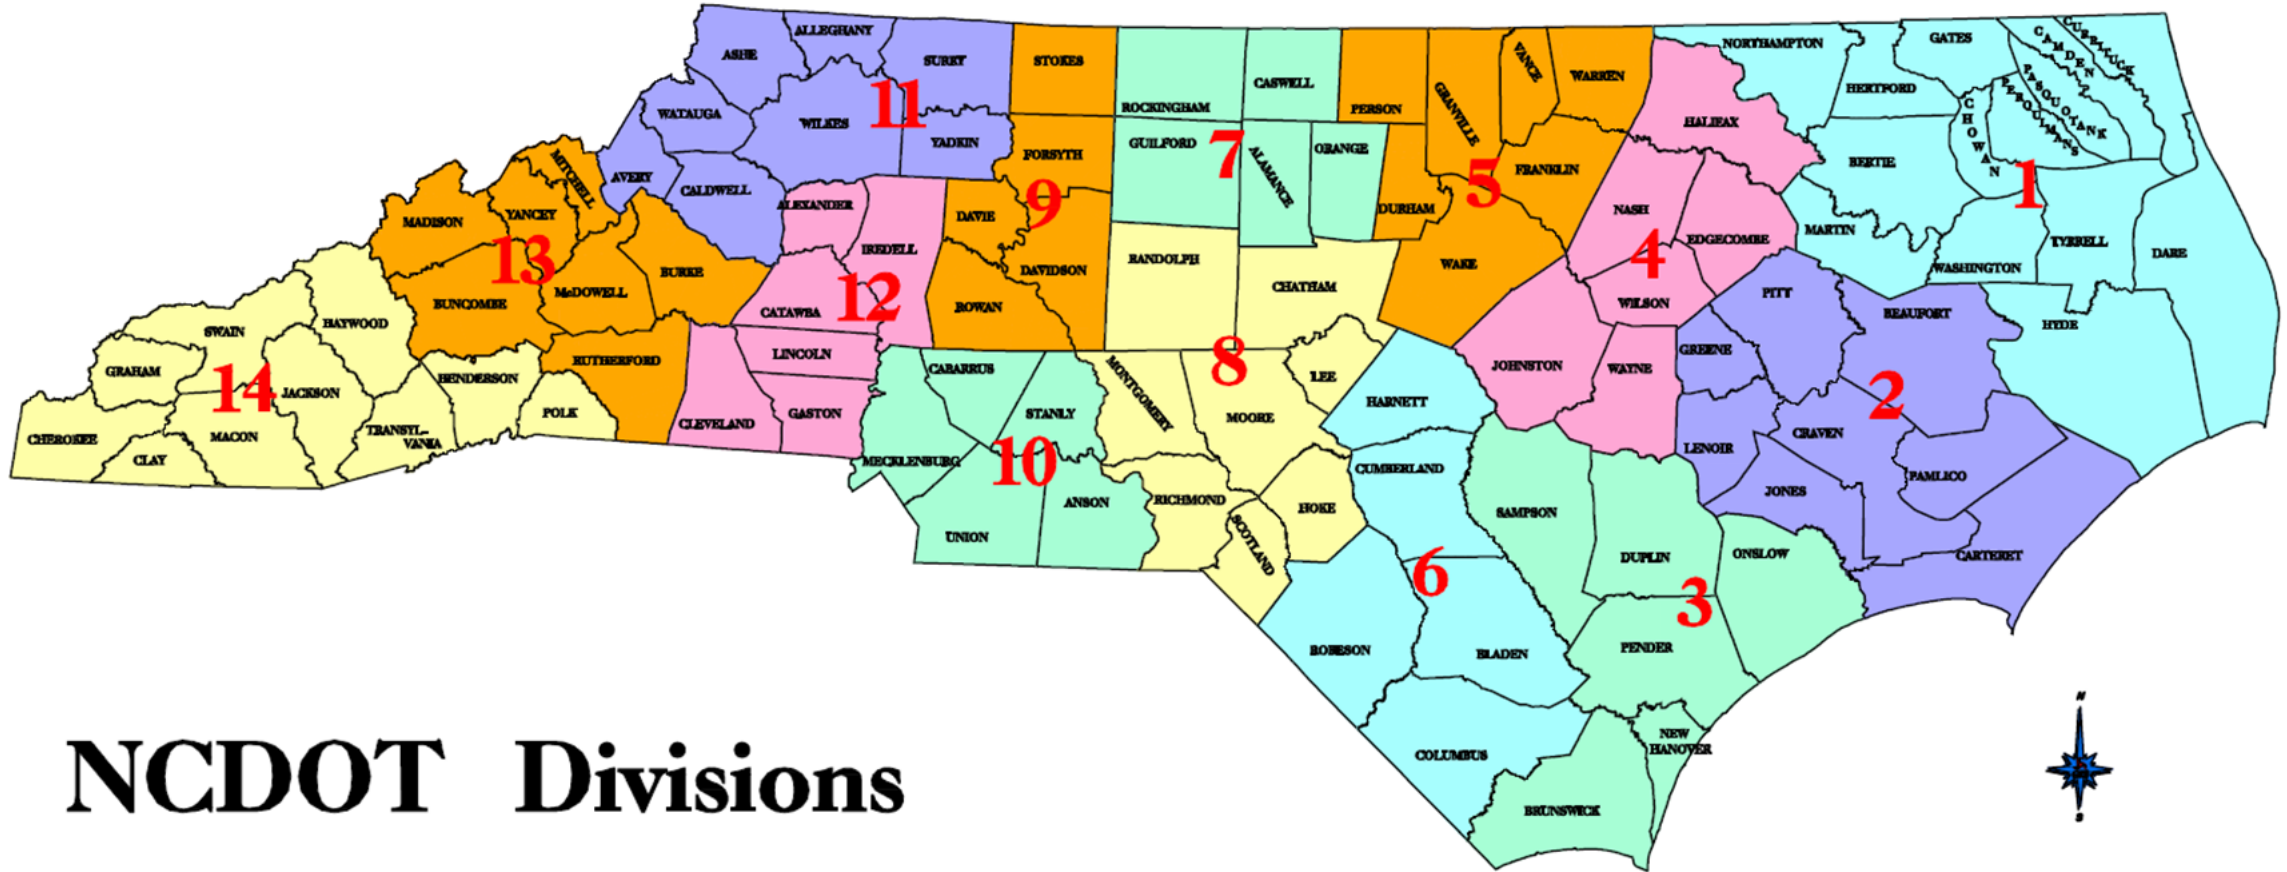 ALLEGHANY
ASHE
SURRY
STOKES
ROCKINGHAM
CASWELL
PERSON
GRANVILLE
VANCE
WARREN
NORTHAMPTON
GATES
CAMDEN
CURRITUCK
HERTFORD
PASQUOTANK
PERQUIMANS
CHOWAN
HALIFAX
WATAUGA
WILKES
11
YADKIN
FORSYTH
GUILFORD
7
ALAMANCE
ORANGE
DURHAM
5
FRANKLIN
BERTIE
1
MITCHELL
AVERY
CALDWELL
ALEXANDER
DAVIE
9
NASH
EDGECOMBE
MARTIN
TYRRELL
DARE
WASHINGTON
MADISON
YANCEY
13
IREDELL
DAVIDSON
RANDOLPH
CHATHAM
WAKE
4
WILSON
BURKE
McDOWELL
BUNCOMBE
12
CATAWBA
ROWAN
PITT
BEAUFORT
HYDE
SWAIN
HAYWOOD
RUTHERFORD
LINCOLN
CABARRUS
8
LEE
JOHNSTON
WAYNE
GREENE
GRAHAM
14
JACKSON
HENDERSON
POLK
CLEVELAND
GASTON
STANLY
MONTGOMERY
MOORE
HARNETT
2
CHEROKEE
CLAY
MACON
TRANSYL-
VANIA
MECKLENBURG
10
LENOIR
CRAVEN
PAMLICO
JONES
CUMBERLAND
RICHMOND
HOKE
ANSON
UNION
SCOTLAND
SAMPSON
DUPLIN
ONSLOW
CARTERET
6
3
ROBESON
BLADEN
PENDER
COLUMBUS
NEW
HANOVER
BRUNSWICK
N
S
NCDOT Divisions